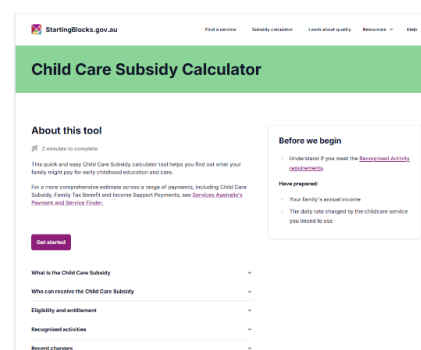 StartingBlocks.gov.au
Find a service Subsidy calculator Learn about quality Resources Help
Child Care Subsidy Calculator
About this tool
2 minutes to complete
This quick and easy Child Care Subsidy calculator tool helps you find out what your
family might pay for early childhood education and care.
For a more comprehensive estimate across a range of payments, including Child Care
Subsidy, Family Tax Benefit and Income Support Payments, see Services Australia's
Payment and Service Finder.
Get started
What is the Child Care Subsidy
Who can receive the Child Care Subsidy
Eligibility and entitlement
Recognised activities
Recent changes
Before we begin
Understand if you meet the Recognised Activity
requirements.
Have prepared:
Your family's annual income
The daily rate charged by the childcare service
you intend to use